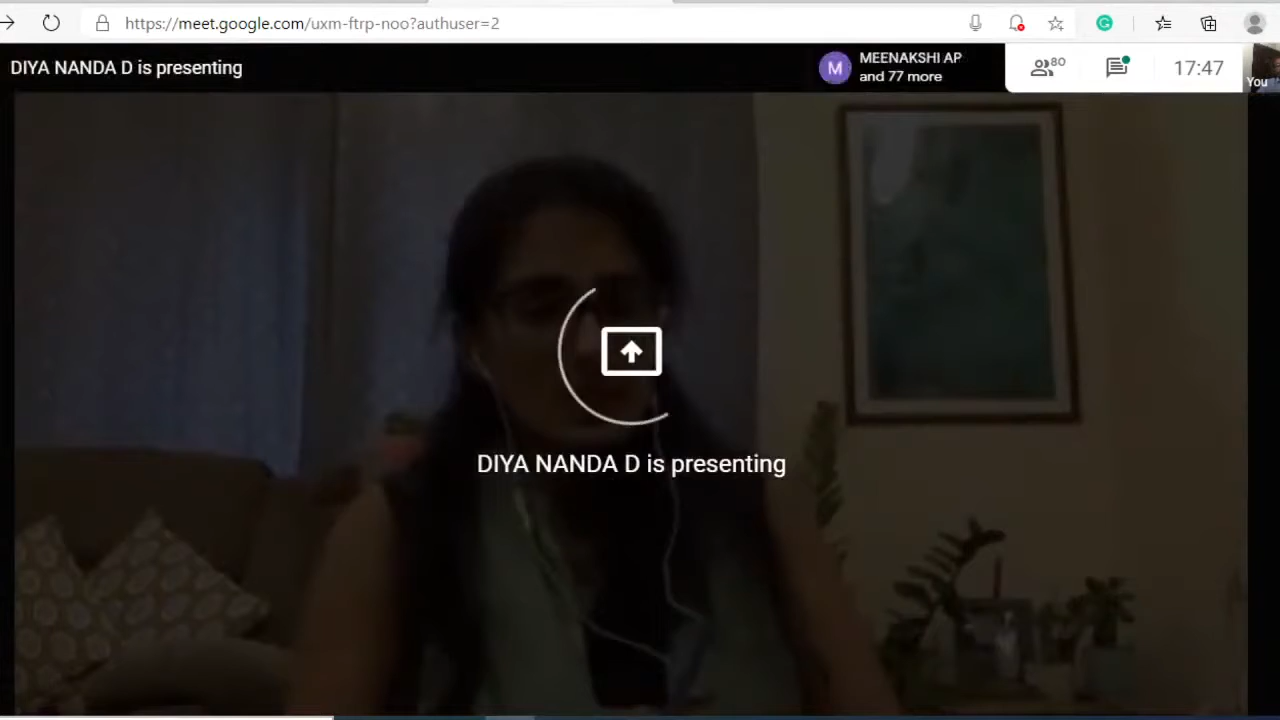 https://meet.google.com/uxm-ftrp-noo?authuser=2
DIYA NANDA D is presenting
M
MEENAKSHI AP
and 77 more
80
17:47
You
DIYA NANDA D is presenting